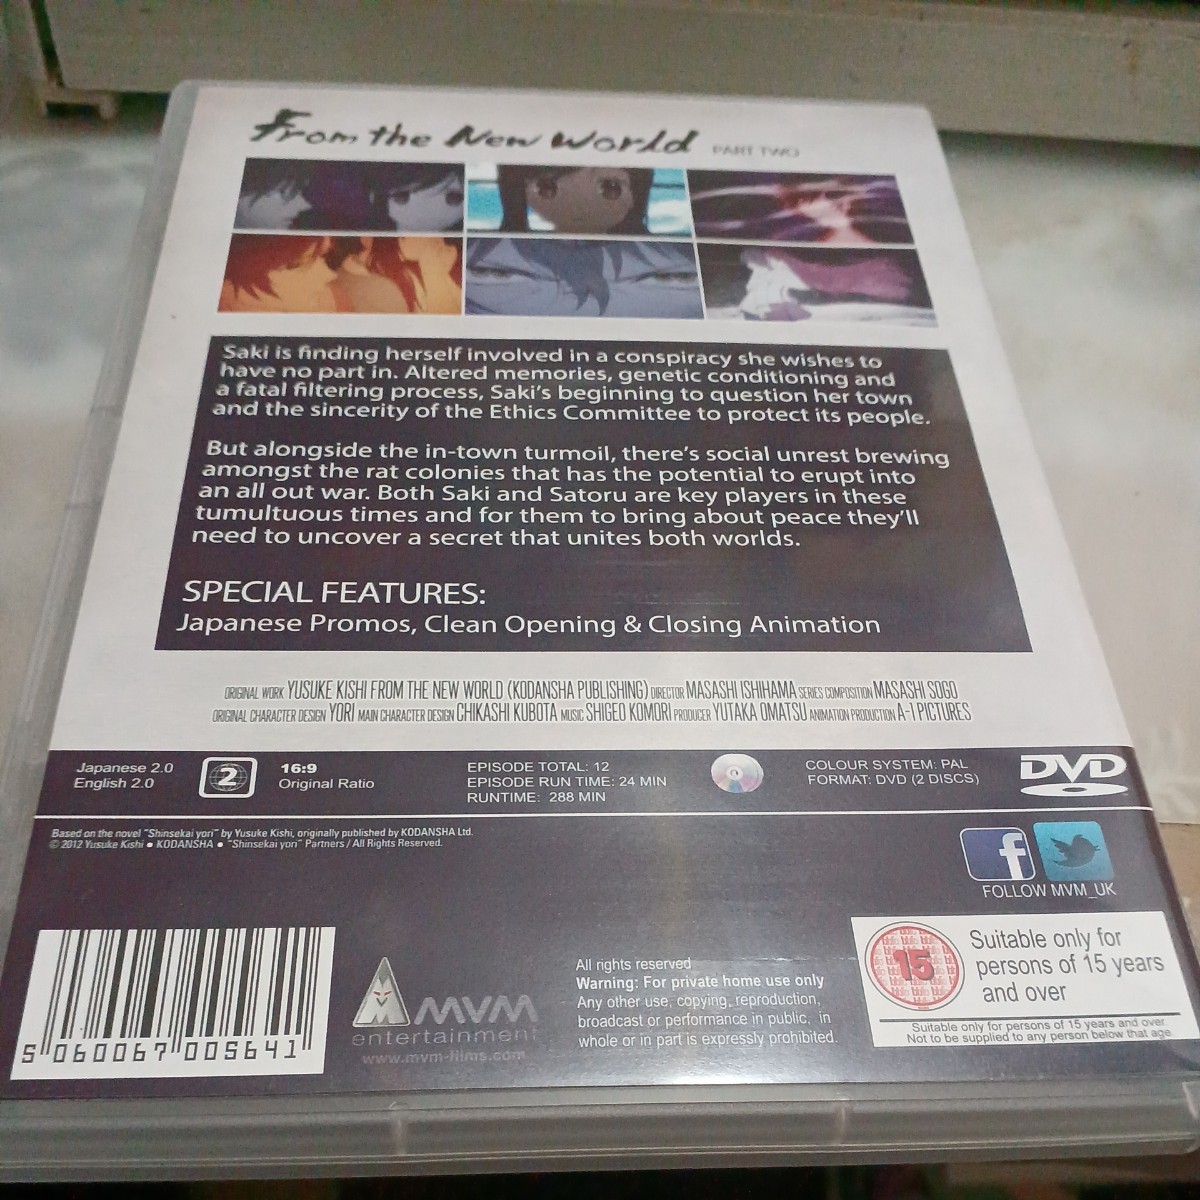 From the New World PART TWO
Saki is finding herself involved in a conspiracy she wishes to
have no part in. Altered memories, genetic conditioning and
a fatal filtering process, Saki's beginning to question her town
and the sincerity of the Ethics Committee to protect its people.
But alongside the in-town turmoil, there's social unrest brewing
amongst the rat colonies that has the potential to erupt into
an all out war. Both Saki and Satoru are key players in these
tumultuous times and for them to bring about peace they'll
need to uncover a secret that unites both worlds.
SPECIAL FEATURES:
Japanese Promos, Clean Opening & Closing Animation
ORIGINAL WORK YUSUKE KISHI FROM THE NEW WORLD (KODANSHA PUBLISHING) DIRECTOR MASASHI ISHIHAMA SERIES COMPOSITION MASASHI SOGO
ORIGINAL CHARACTER DESIGN YORI MAIN CHARACTER DESIGN CHIKASHI KUBOTA MUSIC SHIGEO KOMORI PRODUCER YUTAKA OMATSU ANIMATION PRODUCTION A-1 PICTURES
Japanese 2.0
English 2.0
2
16:9
Original Ratio
EPISODE TOTAL: 12
EPISODE RUN TIME: 24 MIN
RUNTIME: 288 MIN
COLOUR SYSTEM: PAL
FORMAT: DVD (2 DISCS)
DVD
Based on the novel "Shinsekai yori" by Yusuke Kishi, originally published by KODANSHA Ltd.
© 2012 Yusuke Kishi • KODANSHA • "Shinsekai yori" Partners / All Rights Reserved.
f
FOLLOW MVM_UK
5 060067 005641
MVM
entertainment
www.mvm-films.com
All rights reserved
Warning: For private home use only
Any other use, copying, reproduction,
broadcast or performance in public, in
whole or in part is expressly prohibited.
15
Suitable only for
persons of 15 years
and over
Suitable only for persons of 15 years and over.
Not to be supplied to any person below that age.